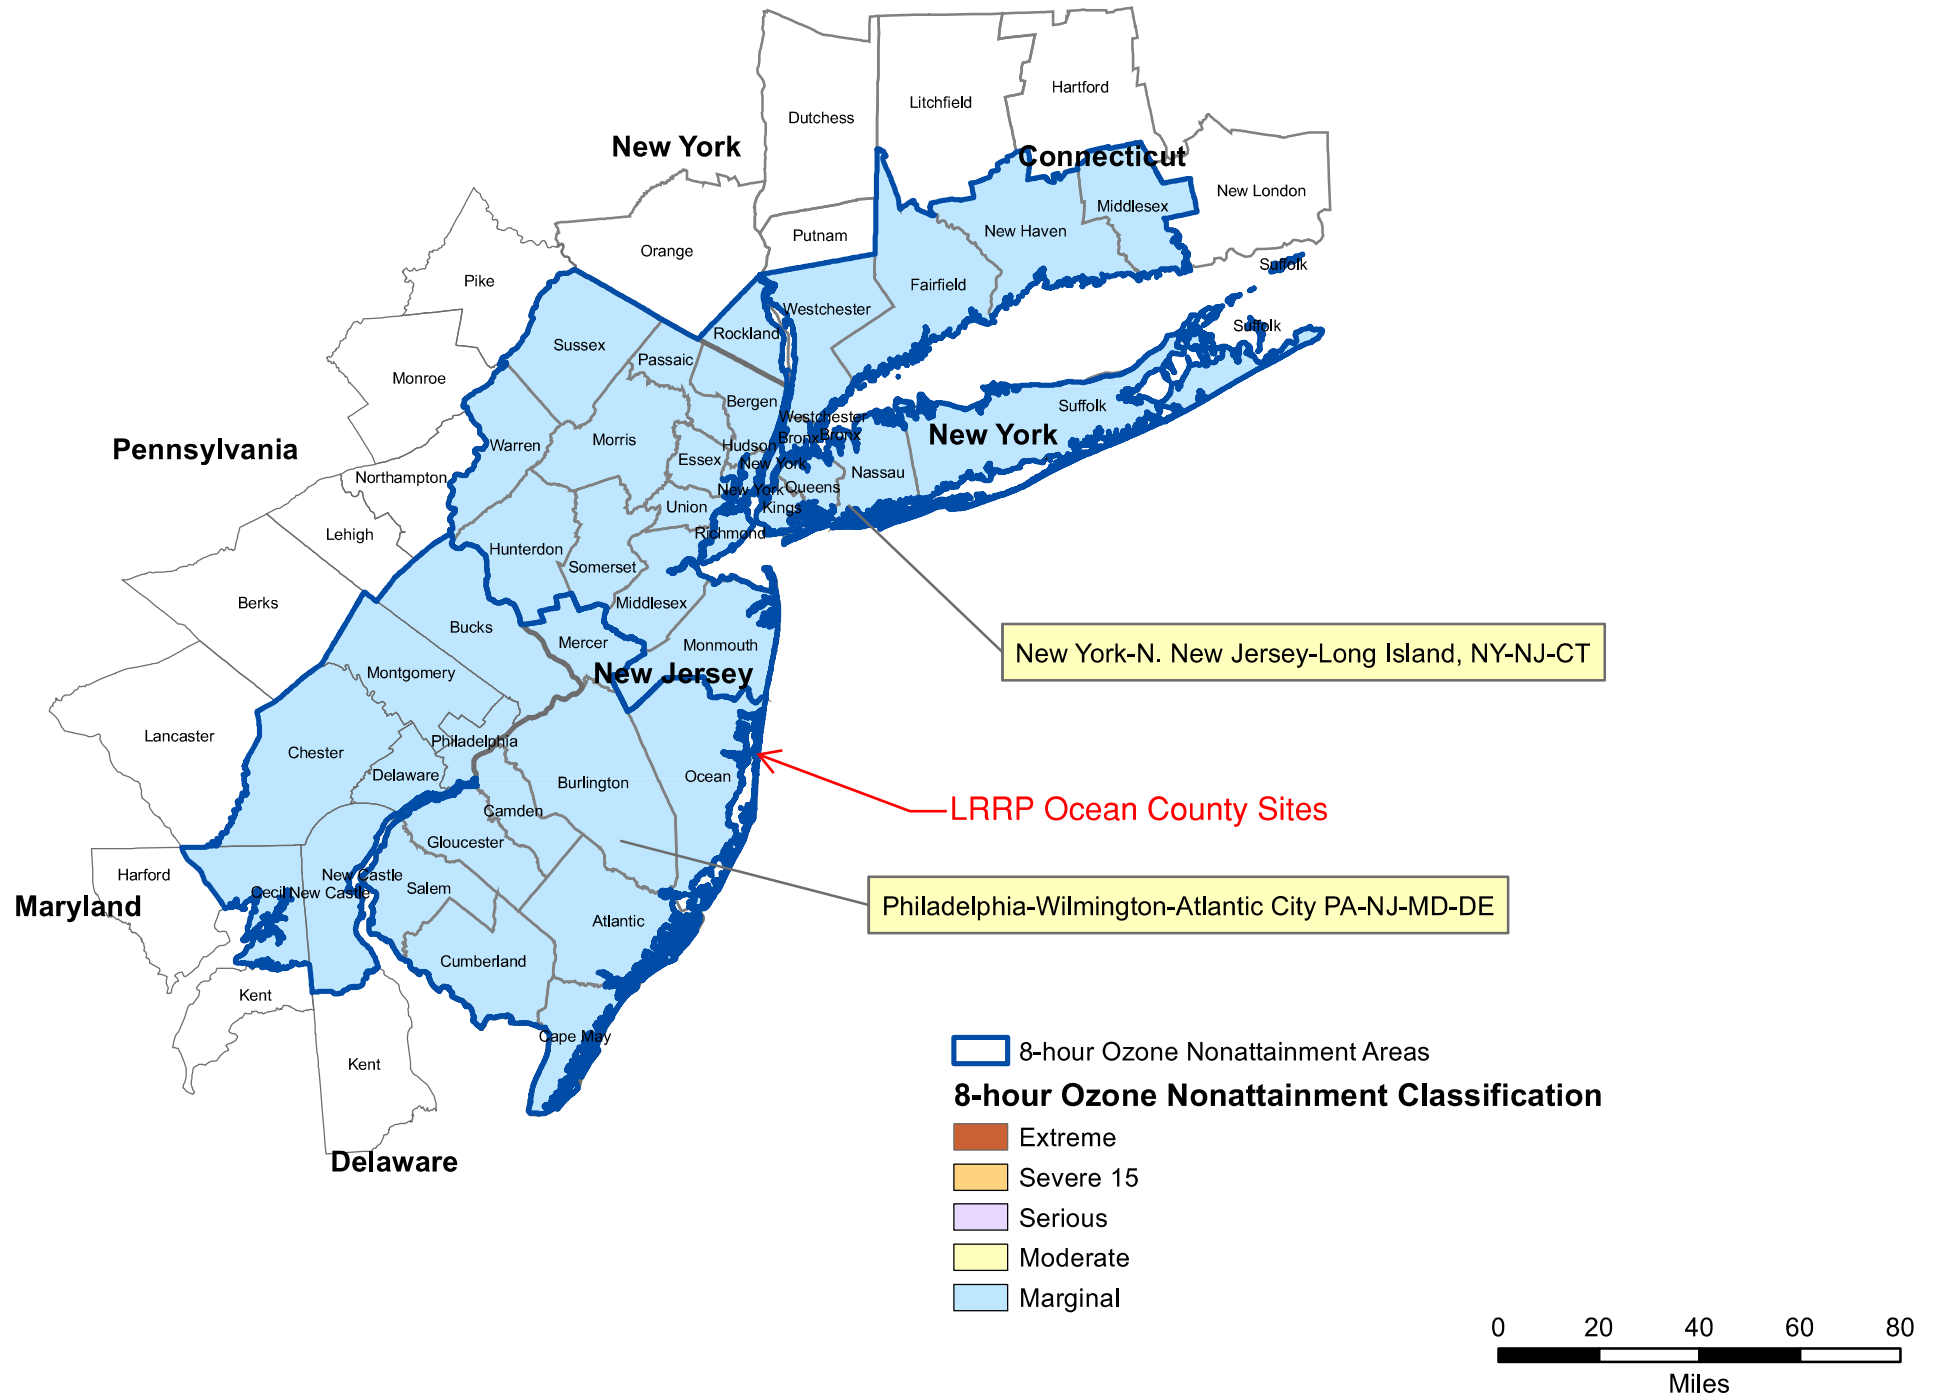 Hartford
Litchfield
Dutchess
New York
Connecticut
New London
Middlesex
New Haven
Putnam
Orange
Suffolk
Pike
Fairfield
Westchester
Suffolk
Rockland
Sussex
Passaic
Monroe
Bergen
Suffolk
Westchester
New York
Bronx
Bronx
Morris
Warren
Hudson
Pennsylvania
Essex
New York
Nassau
Northampton
Queens
New York
Union
Kings
Richmond
Lehigh
Hunterdon
Somerset
Berks
Middlesex
Bucks
Mercer
Monmouth
New York-N. New Jersey-Long Island, NY-NJ-CT
Montgomery
New Jersey
Lancaster
Philadelphia
Chester
Delaware
Burlington
Ocean
LRRP Ocean County Sites
Camden
Gloucester
Harford
New Castle
Salem
Cecil
New Castle
Maryland
Philadelphia-Wilmington-Atlantic City PA-NJ-MD-DE
Atlantic
Cumberland
Kent
Cape May
Kent
Delaware
8-hour Ozone Nonattainment Areas
8-hour Ozone Nonattainment Classification
Extreme
Severe 15
Serious
Moderate
Marginal
0 20 40 60 80
Miles